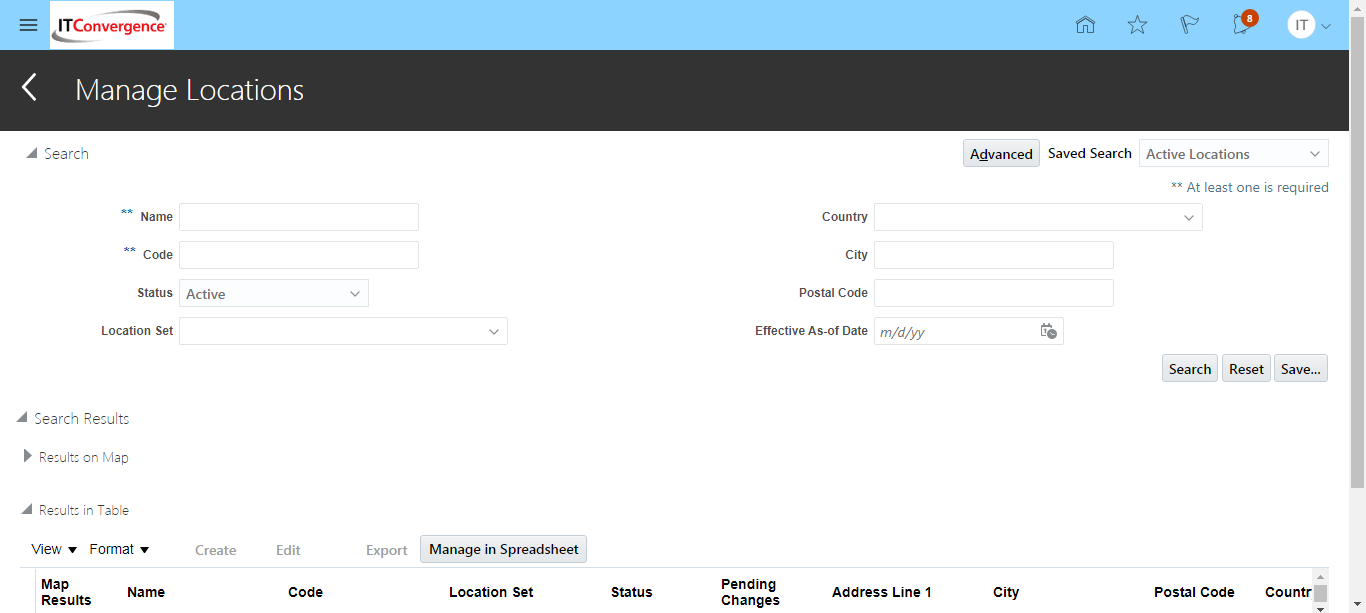 ITConvergence
8
IT
Manage Locations
Search
Advanced
Saved Search
Active Locations
** At least one is required
** Name
Country
** Code
City
Status
Active
Postal Code
Location Set
Effective As-of Date
m/d/yy
Search
Reset
Save...
Search Results
Results on Map
Results in Table
View
Format
Create
Edit
Export
Manage in Spreadsheet
Map Results
Name
Code
Location Set
Status
Pending Changes
Address Line 1
City
Postal Code
Countr